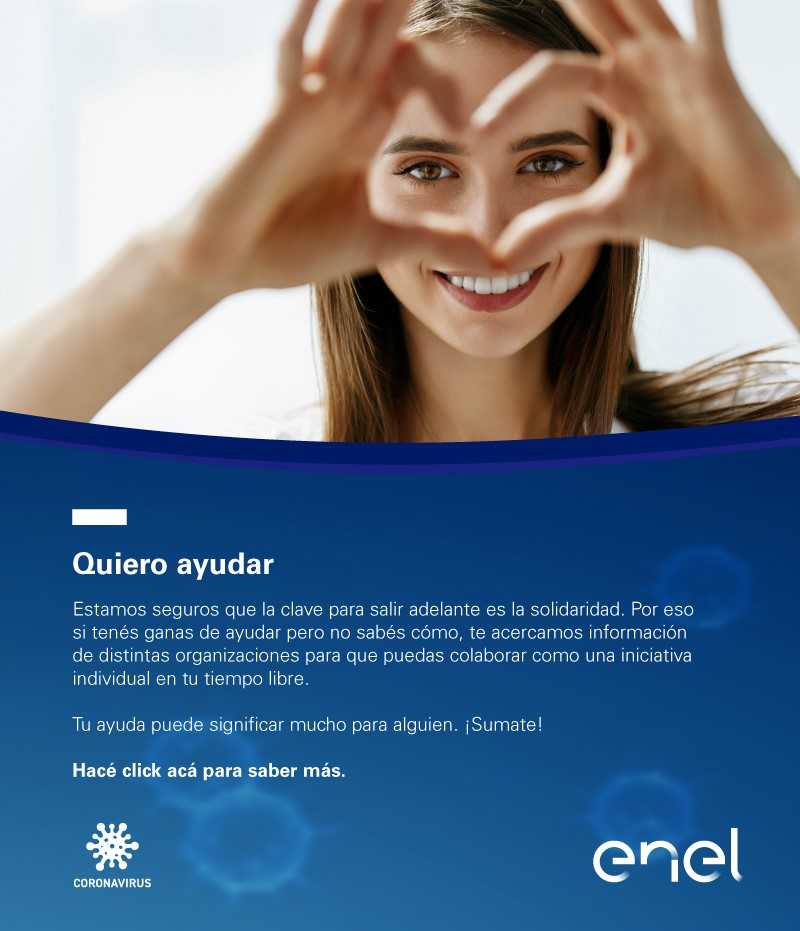 Quiero ayudar
Estamos seguros que la clave para salir adelante es la solidaridad. Por eso
si tenés ganas de ayudar pero no sabés cómo, te acercamos información
de distintas organizaciones para que puedas colaborar como una iniciativa
individual en tu tiempo libre.
Tu ayuda puede significar mucho para alguien. ¡Sumate!
Hacé click acá para saber más.
CORONAVIRUS
enel